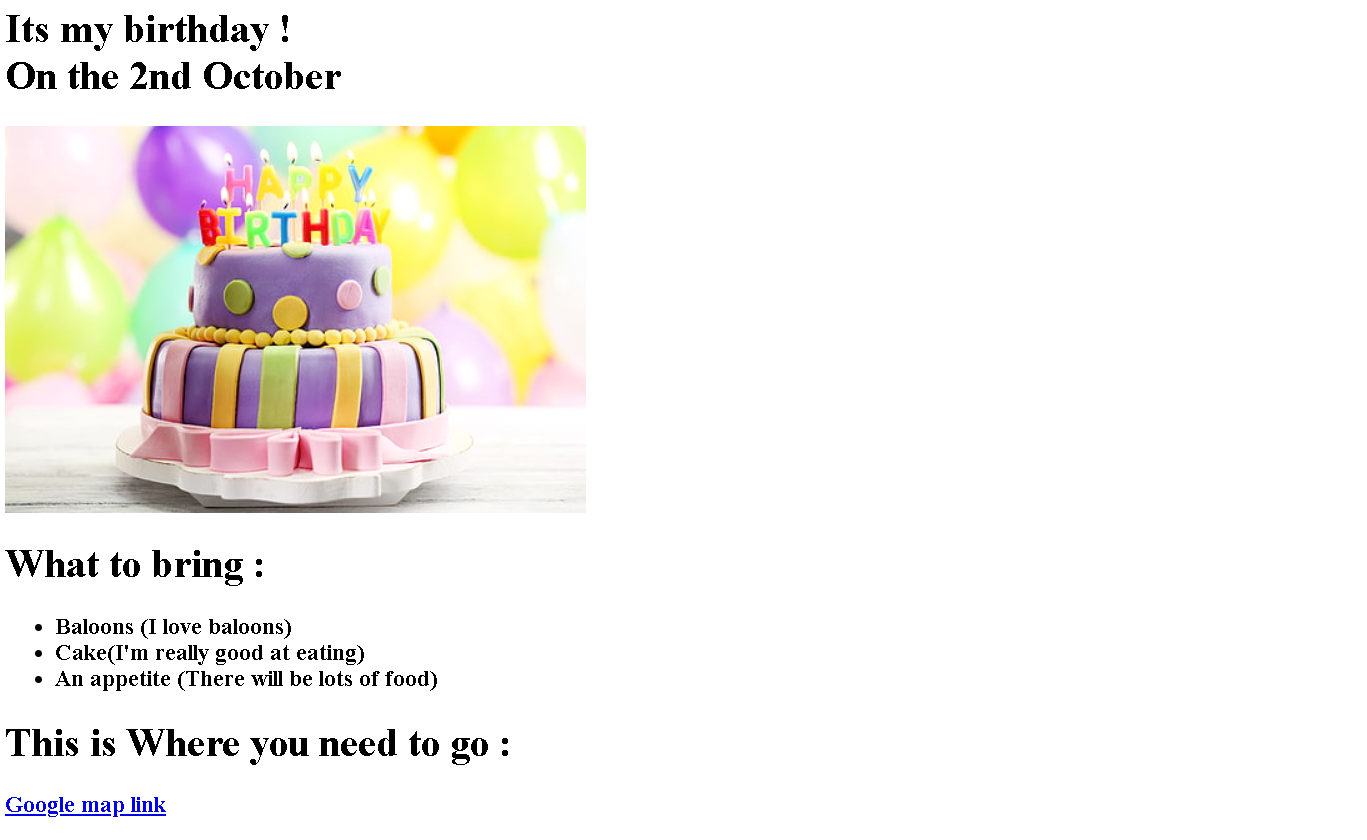 Its my birthday !
On the 2nd October
HAPPY
BIRTHDAY
What to bring :
Baloons (I love baloons)
Cake(I'm really good at eating)
An appetite (There will be lots of food)
This is Where you need to go :
Google map link